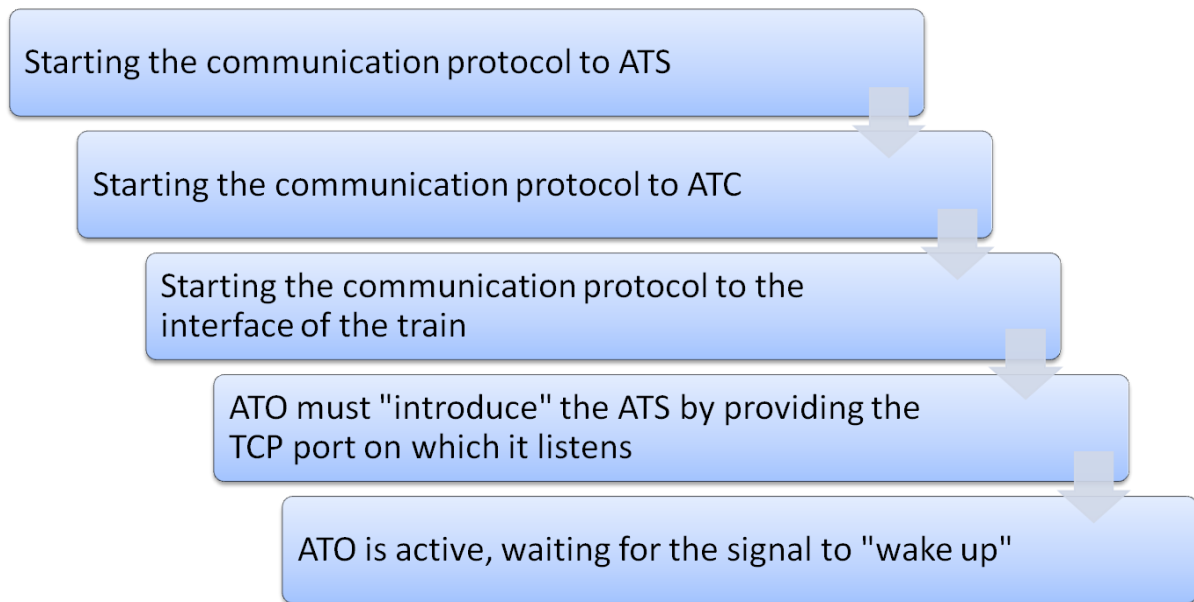 Starting the communication protocol to ATS
Starting the communication protocol to ATC
Starting the communication protocol to the
interface of the train
ATO must "introduce" the ATS by providing the
TCP port on which it listens
ATO is active, waiting for the signal to "wake up"